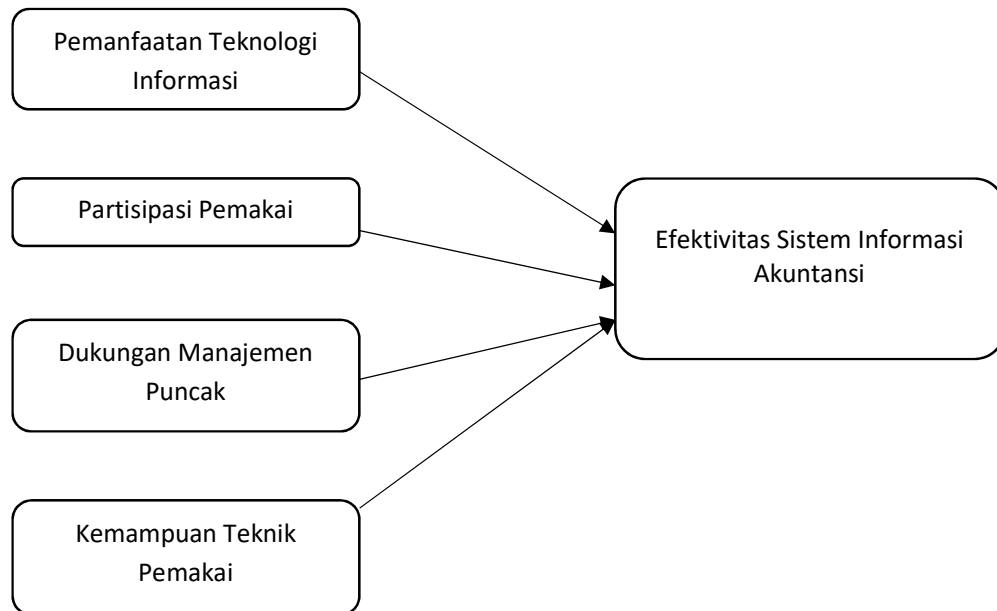 Pemanfaatan Teknologi
Informasi
Partisipasi Pemakai
Efektivitas Sistem Informasi
Akuntansi
Dukungan Manajemen
Puncak
Kemampuan Teknik
Pemakai